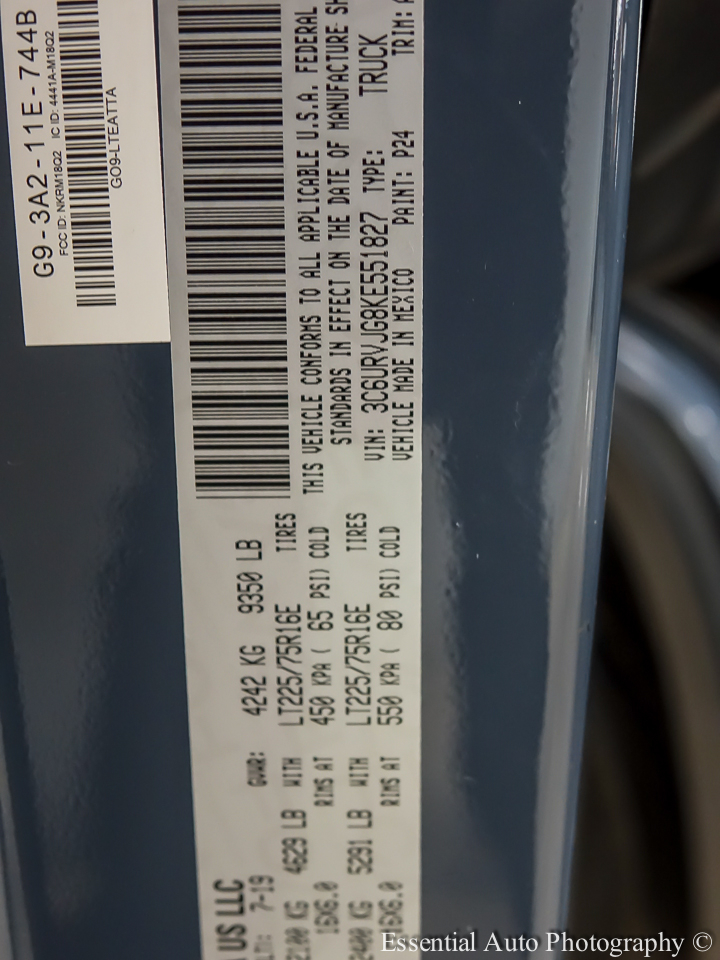 G9-3A2-11E-744B
FCC ID: NKRM18Q2 IC ID: 4441A-M18Q2
GO9-LTEATTA
US LLC
7-19
GVWR: 4242 KG 9350 LB
2100 KG 4629 LB WITH LT225/75R16E TIRES
16X6.0 RIMS AT 450 KPA ( 65 PSI) COLD
2400 KG 5291 LB WITH LT225/75R16E TIRES
16X6.0 RIMS AT 550 KPA ( 80 PSI) COLD
THIS VEHICLE CONFORMS TO ALL APPLICABLE U.S.A. FEDERAL
STANDARDS IN EFFECT ON THE DATE OF MANUFACTURE SH
VIN: 3C6URVJG8KE551827 TYPE: TRUCK
VEHICLE MADE IN MEXICO PAINT: P24 TRIM:
Essential Auto Photography ©